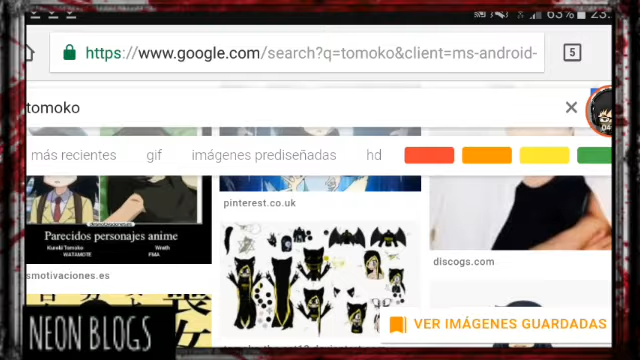 63%
https://www.google.com/search?q=tomoko&client=ms-android-
5
tomoko
más recientes gif imágenes prediseñadas hd
pinterest.co.uk
Parecidos personajes anime
Kuroki Tomoko Wrath
WATAMOTE FMA
discogs.com
smotivaciones.es
VER IMÁGENES GUARDADAS
NEON BLOGS